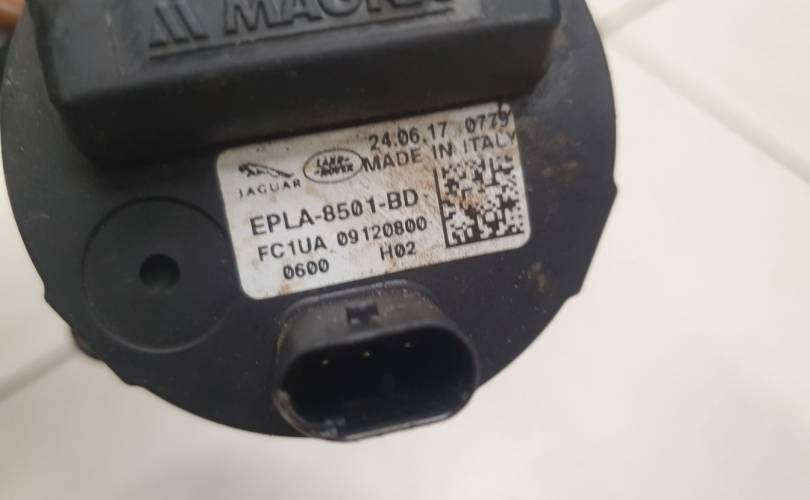 MAGNA
24.06.17 0779
MADE IN ITALY
JAGUAR
LAND-
-ROVER
EPLA-8501-BD
FC1UA 09120800
0600 H02